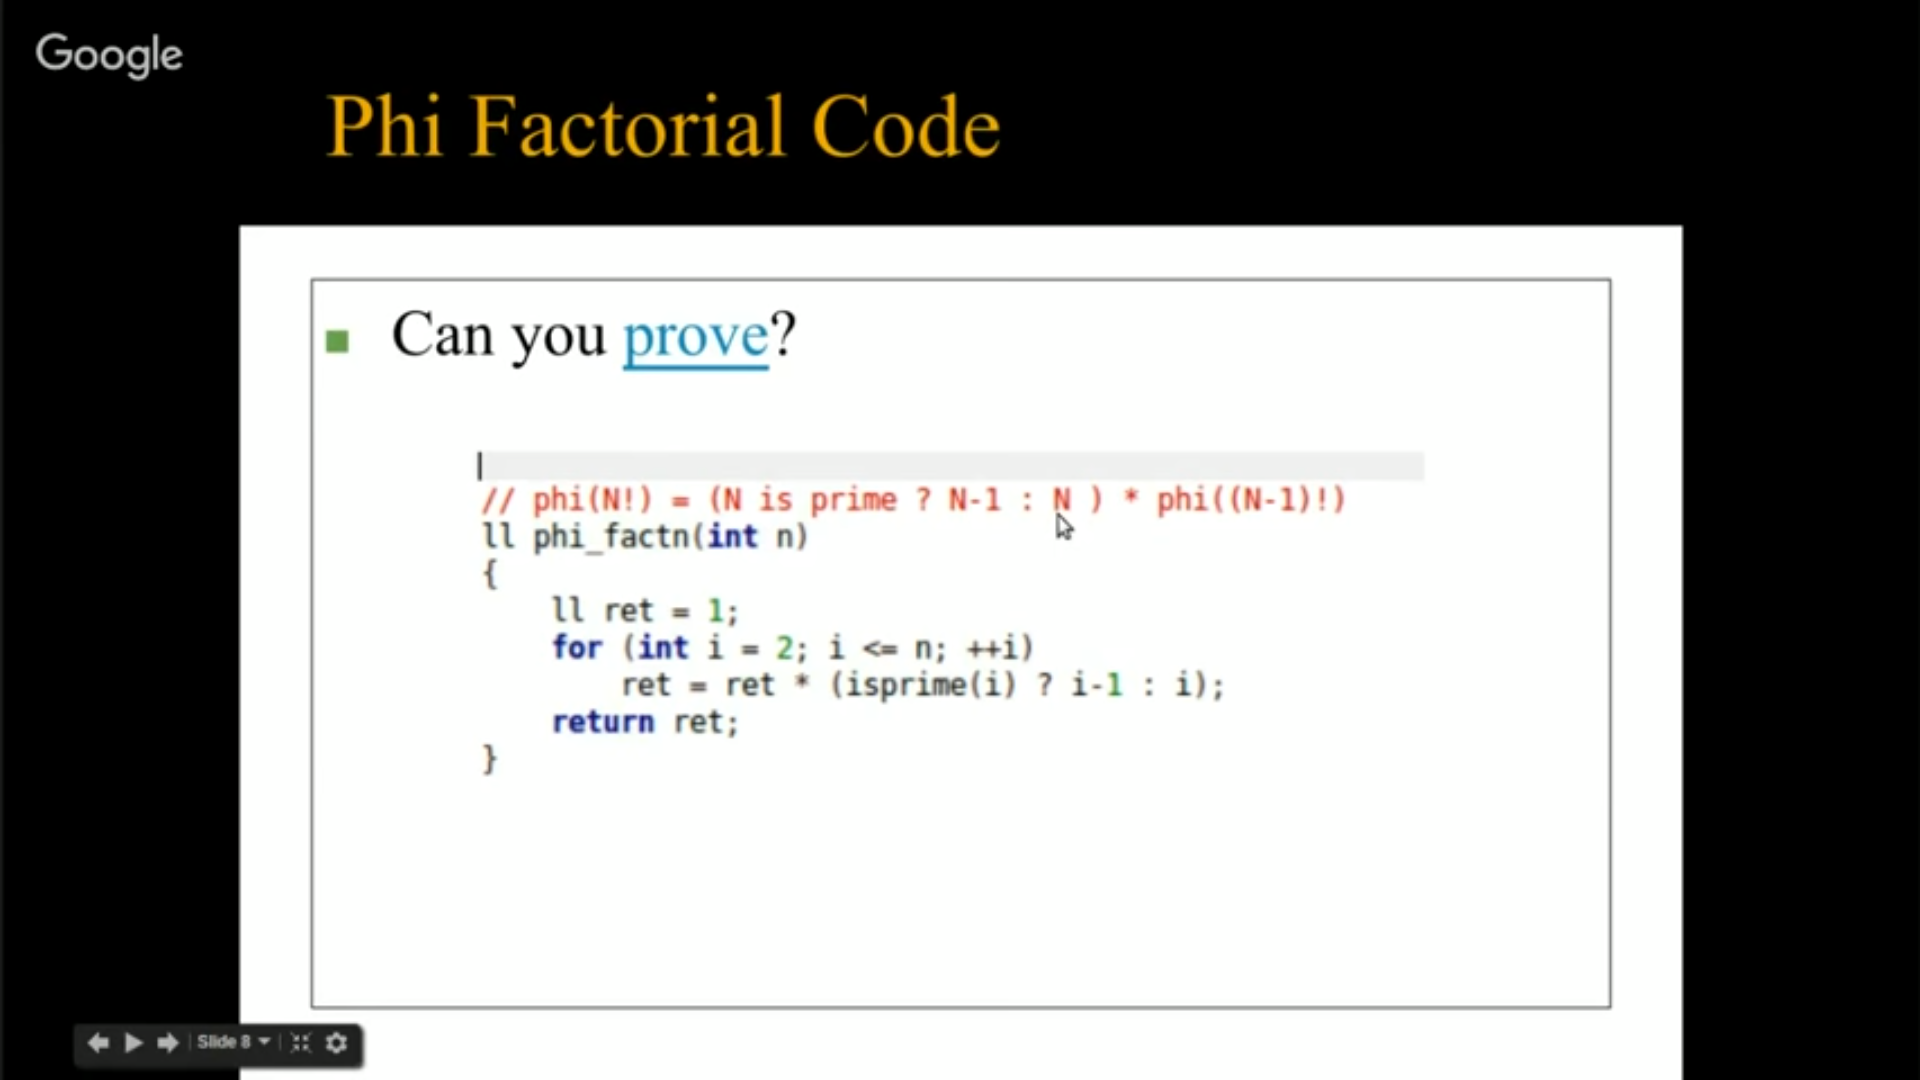 Google
Phi Factorial Code
Can you prove?
// phi(N!) = (N is prime ? N-1 : N ) * phi((N-1)!)
ll phi_factn(int n)
{
ll ret = 1;
for (int i = 2; i <= n; ++i)
ret = ret * (isprime(i) ? i-1 : i);
return ret;
}
Slide 8